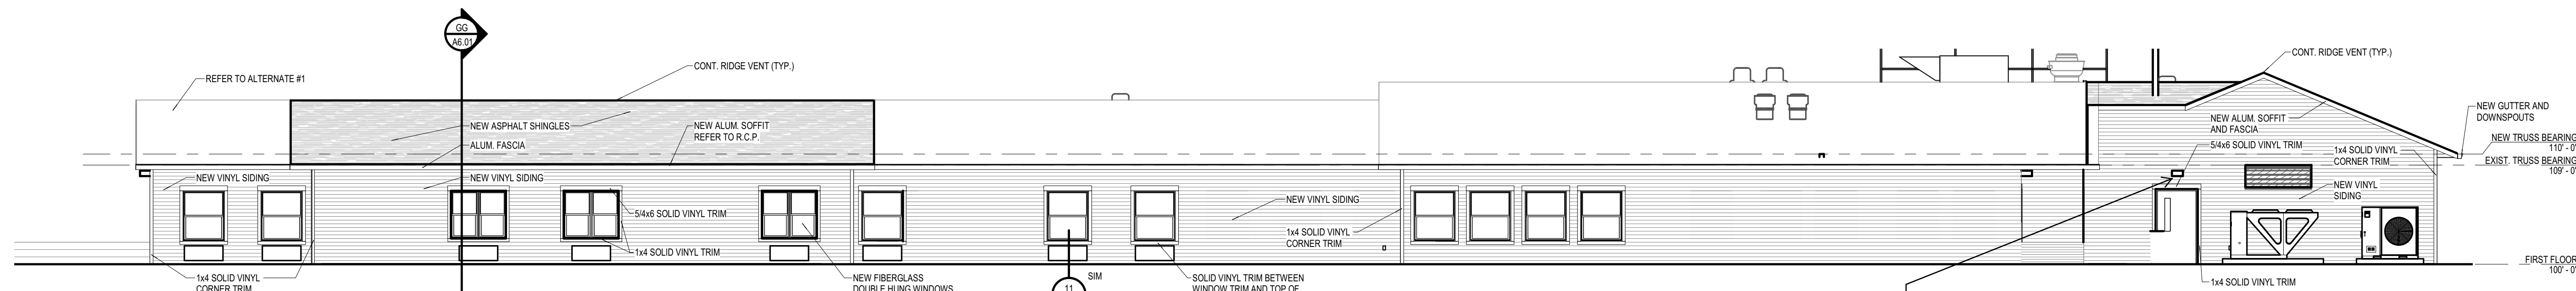 GG
A6.01
REFER TO ALTERNATE #1
CONT. RIDGE VENT (TYP.)
CONT. RIDGE VENT (TYP.)
NEW ASPHALT SHINGLES
NEW ALUM. SOFFIT
REFER TO R.C.P.
ALUM. FASCIA
NEW GUTTER AND
DOWNSPOUTS
NEW ALUM. SOFFIT
AND FASCIA
NEW TRUSS BEARING
110' - 0"
5/4x6 SOLID VINYL TRIM
1x4 SOLID VINYL
CORNER TRIM
EXIST. TRUSS BEARING
109' - 0"
NEW VINYL SIDING
NEW VINYL SIDING
NEW VINYL
SIDING
NEW VINYL SIDING
5/4x6 SOLID VINYL TRIM
1x4 SOLID VINYL
CORNER TRIM
1x4 SOLID VINYL TRIM
FIRST FLOOR
100' - 0"
1x4 SOLID VINYL
CORNER TRIM
NEW FIBERGLASS
DOUBLE HUNG WINDOWS
SIM
11
SOLID VINYL TRIM BETWEEN
WINDOW TRIM AND TOP OF
1x4 SOLID VINYL TRIM